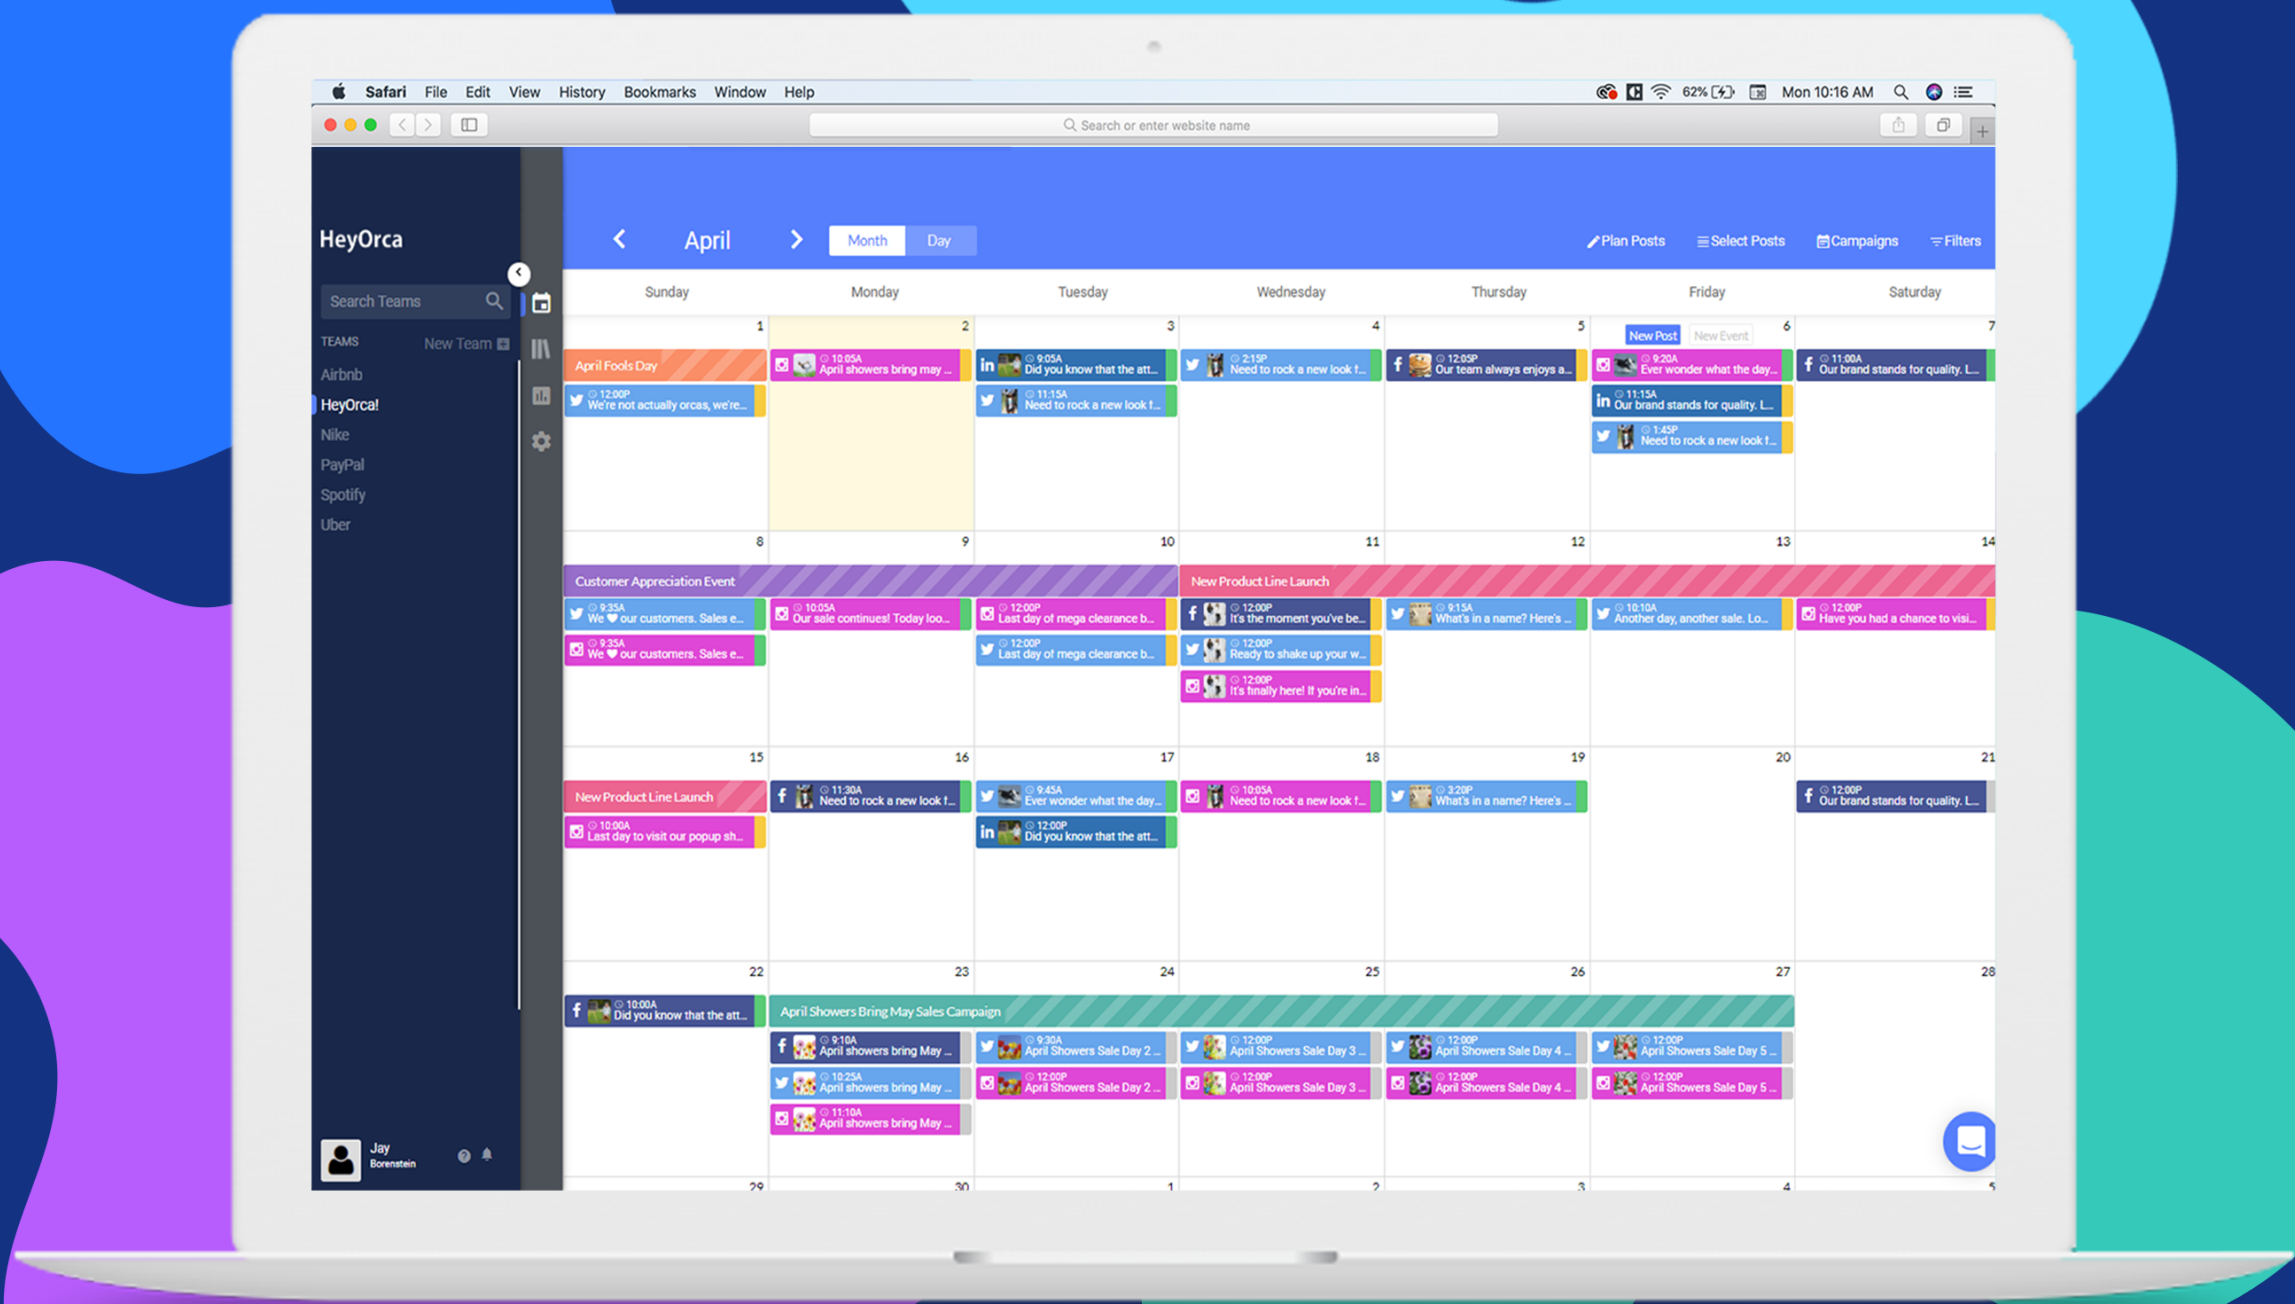 Safari File Edit View History Bookmarks Window Help
62% Mon 10:16 AM
Search or enter website name
HeyOrca
Search Teams
TEAMS New Team
Airbnb
HeyOrca!
Nike
PayPal
Spotify
Uber
Jay
Borenstein
April Month Day Plan Posts Select Posts Campaigns Filters
Sunday Monday Tuesday Wednesday Thursday Friday Saturday
1
April Fools Day
12:00P
We're not actually orcas, we're...
2
10:05A
April showers bring may ...
3
9:05A
Did you know that the att...
11:15A
Need to rock a new look f...
4
2:15P
Need to rock a new look f...
5
12:05P
Our team always enjoys a...
New Post New Event 6
9:20A
Ever wonder what the day...
11:15A
Our brand stands for quality. L...
1:45P
Need to rock a new look f...
7
11:00A
Our brand stands for quality. L...
8 9 10 11 12 13 14
Customer Appreciation Event New Product Line Launch
9:35A
We ♥ our customers. Sales e...
9:35A
We ♥ our customers. Sales e...
10:05A
Our sale continues! Today loo...
12:00P
Last day of mega clearance b...
12:00P
Last day of mega clearance b...
12:00P
It's the moment you've be...
12:00P
Ready to shake up your w...
12:00P
It's finally here! If you're in...
9:15A
What's in a name? Here's ...
10:10A
Another day, another sale. Lo...
12:00P
Have you had a chance to visi...
15 16 17 18 19 20 21
New Product Line Launch
10:00A
Last day to visit our popup sh...
11:30A
Need to rock a new look f...
9:45A
Ever wonder what the day...
12:00P
Did you know that the att...
10:05A
Need to rock a new look f...
3:20P
What's in a name? Here's ...
12:00P
Our brand stands for quality. L...
22 23 24 25 26 27 28
10:00A
Did you know that the att...
April Showers Bring May Sales Campaign
9:10A
April showers bring May ...
10:25A
April showers bring May ...
11:10A
April showers bring May ...
9:30A
April Showers Sale Day 2 ...
12:00P
April Showers Sale Day 2 ...
12:00P
April Showers Sale Day 3 ...
12:00P
April Showers Sale Day 3 ...
12:00P
April Showers Sale Day 4 ...
12:00P
April Showers Sale Day 4 ...
12:00P
April Showers Sale Day 5 ...
12:00P
April Showers Sale Day 5 ...
29 30 1 2 3 4 5